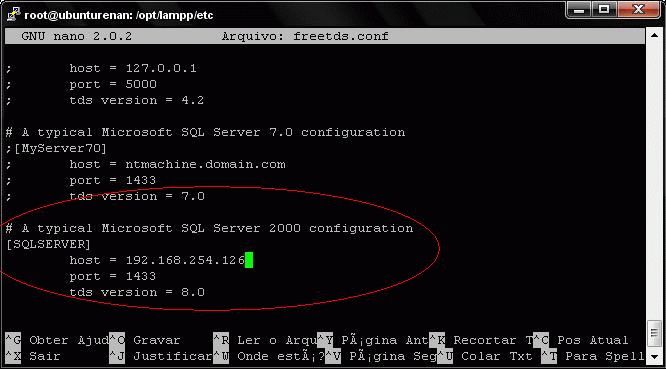 root@ubunturenan: /opt/lampp/etc
GNU nano 2.0.2 Arquivo: freetds.conf
; host = 127.0.0.1
; port = 5000
; tds version = 4.2
# A typical Microsoft SQL Server 7.0 configuration
;[MyServer70]
; host = ntmachine.domain.com
; port = 1433
; tds version = 7.0
# A typical Microsoft SQL Server 2000 configuration
[SQLSERVER]
host = 192.168.254.126
port = 1433
tds version = 8.0
^G Obter Ajud^O Gravar ^R Ler o Arqu^Y PÃ¡gina Ant^K Recortar T^C Pos Atual
^X Sair ^J Justificar^W Onde estÃ¡?^V PÃ¡gina Seg^U Colar Txt ^T Para Spell